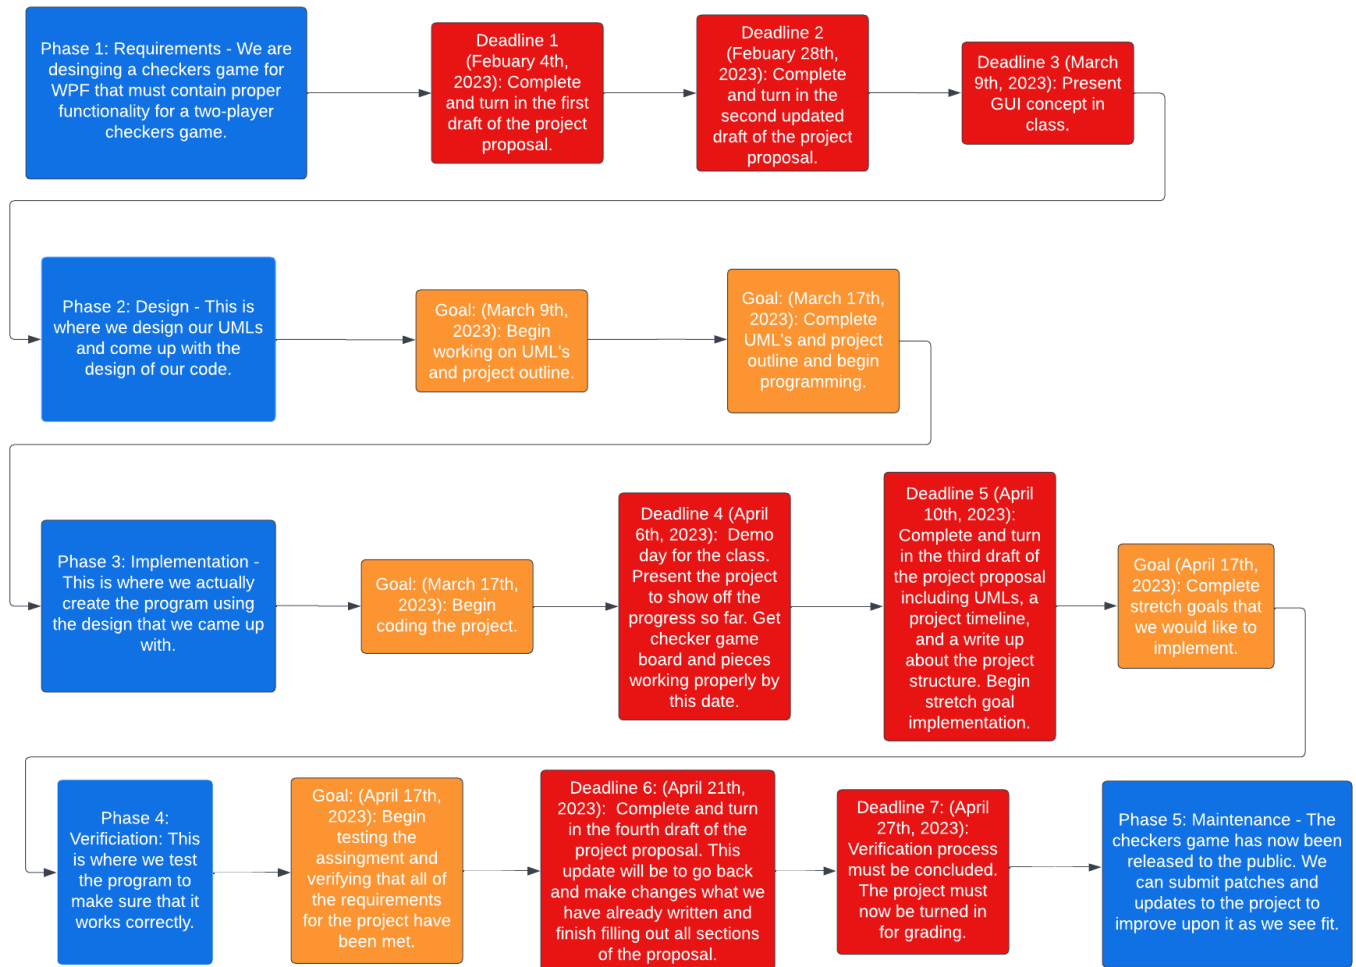 Phase 1: Requirements - We are
desinging a checkers game for
WPF that must contain proper
functionality for a two-player
checkers game.
Deadline 1
(Febuary 4th,
2023): Complete
and turn in the first
draft of the project
proposal.
Deadline 2
(Febuary 28th,
2023): Complete
and turn in the
second updated
draft of the project
proposal.
Deadline 3 (March
9th, 2023): Present
GUI concept in
class.
Phase 2: Design - This is
where we design our UMLs
and come up with the
design of our code.
Goal: (March 9th,
2023): Begin
working on UML's
and project outline.
Goal: (March 17th,
2023): Complete
UML's and project
outline and begin
programming.
Phase 3: Implementation -
This is where we actually
create the program using
the design that we came up
with.
Goal: (March 17th,
2023): Begin
coding the project.
Deadline 4 (April
6th, 2023):  Demo
day for the class.
Present the project
to show off the
progress so far. Get
checker game
board and pieces
working properly by
this date.
Deadline 5 (April
10th, 2023):
Complete and turn
in the third draft of
the project proposal
including UMLs, a
project timeline,
and a write up
about the project
structure. Begin
stretch goal
implementation.
Goal (April 17th,
2023): Complete
stretch goals that
we would like to
implement.
Phase 4:
Verificiation: This
is where we test
the program to
make sure that it
works correctly.
Goal: (April 17th,
2023): Begin
testing the
assingment and
verifying that all of
the requirements
for the project have
been met.
Deadline 6: (April 21th,
2023):  Complete and turn
in the fourth draft of the
project proposal. This
update will be to go back
and make changes what we
have already written and
finish filling out all sections
of the proposal.
Deadline 7: (April
27th, 2023):
Verification process
must be concluded.
The project must
now be turned in
for grading.
Phase 5: Maintenance - The
checkers game has now been
released to the public. We
can submit patches and
updates to the project to
improve upon it as we see fit.